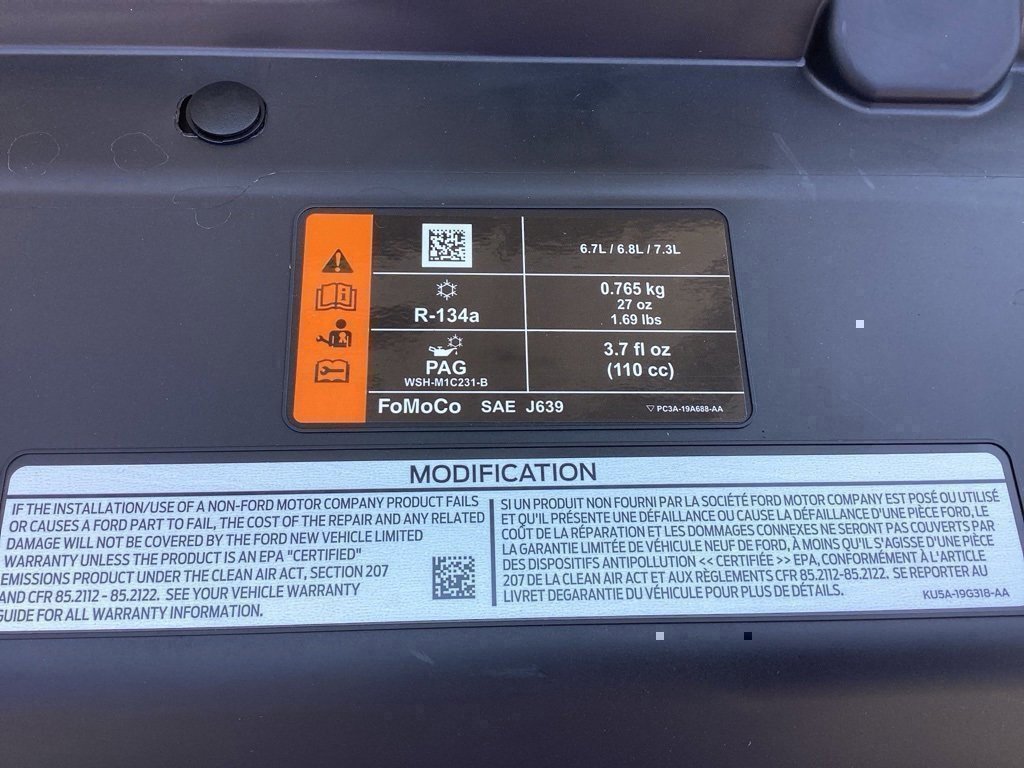 6.7L / 6.8L / 7.3L
R-134a
0.765 kg
27 oz
1.69 lbs
PAG
WSH-M1C231-B
3.7 fl oz
(110 cc)
FoMoCo SAE J639
PC3A-19A688-AA
MODIFICATION
IF THE INSTALLATION/USE OF A NON-FORD MOTOR COMPANY PRODUCT FAILS
OR CAUSES A FORD PART TO FAIL, THE COST OF THE REPAIR AND ANY RELATED
DAMAGE WILL NOT BE COVERED BY THE FORD NEW VEHICLE LIMITED
WARRANTY UNLESS THE PRODUCT IS AN EPA "CERTIFIED"
EMISSIONS PRODUCT UNDER THE CLEAN AIR ACT, SECTION 207
AND CFR 85.2112 - 85.2122. SEE YOUR VEHICLE WARRANTY
GUIDE FOR ALL WARRANTY INFORMATION.
SI UN PRODUIT NON FOURNI PAR LA SOCIÉTÉ FORD MOTOR COMPANY EST POSÉ OU UTILISÉ
ET QU'IL PRÉSENTE UNE DÉFAILLANCE OU CAUSE LA DÉFAILLANCE D'UNE PIÈCE FORD, LE
COÛT DE LA RÉPARATION ET LES DOMMAGES CONNEXES NE SERONT PAS COUVERTS PAR
LA GARANTIE LIMITÉE DE VÉHICULE NEUF DE FORD, À MOINS QU'IL S'AGISSE D'UNE PIÈCE
DES DISPOSITIFS ANTIPOLLUTION << CERTIFIÉE >> EPA, CONFORMÉMENT À L'ARTICLE
207 DE LA CLEAN AIR ACT ET AUX RÈGLEMENTS CFR 85.2112-85.2122. SE REPORTER AU
LIVRET DEGARANTIE DU VÉHICULE POUR PLUS DE DÉTAILS.
KU5A-19G318-AA